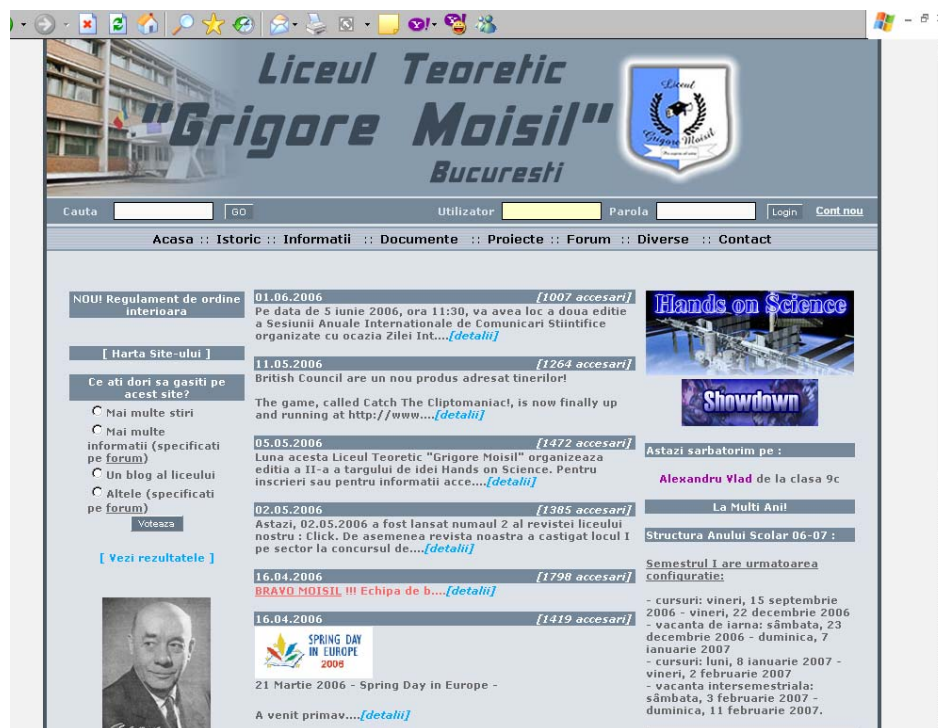 Liceul Teoretic
"Grigore Moisil"
Bucuresti
Liceul
Grigore Moisil
Cauta GO Utilizator Parola Login Cont nou
Acasa :: Istoric :: Informatii :: Documente :: Proiecte :: Forum :: Diverse :: Contact
NOU! Regulament de ordine
interioara
[ Harta Site-ului ]
Ce ati dori sa gasiti pe
acest site?
Mai multe stiri
Mai multe
informatii (specificati
pe forum)
Un blog al liceului
Altele (specificati
pe forum)
Voteaza
[ Vezi rezultatele ]
01.06.2006 [1007 accesari]
Pe data de 5 iunie 2006, ora 11:30, va avea loc a doua editie
a Sesiunii Anuale Internationale de Comunicari Stiintifice
organizate cu ocazia Zilei Int....[detalii]
11.05.2006 [1264 accesari]
British Council are un nou produs adresat tinerilor!
The game, called Catch The Cliptomaniac!, is now finally up
and running at http://www....[detalii]
05.05.2006 [1472 accesari]
Luna acesta Liceul Teoretic "Grigore Moisil" organizeaza
editia a II-a a targului de idei Hands on Science. Pentru
inscrieri sau pentru informatii acce....[detalii]
02.05.2006 [1385 accesari]
Astazi, 02.05.2006 a fost lansat numaul 2 al revistei liceului
nostru : Click. De asemenea revista noastra a castigat locul I
pe sector la concursul de....[detalii]
16.04.2006 [1798 accesari]
BRAVO MOISIL !!! Echipa de b....[detalii]
16.04.2006 [1419 accesari]
SPRING DAY
IN EUROPE
2006
21 Martie 2006 - Spring Day in Europe -
A venit primav....[detalii]
Hands on Science
Showdown
Astazi sarbatorim pe :
Alexandru Vlad de la clasa 9c
La Multi Ani!
Structura Anului Scolar 06-07 :
Semestrul I are urmatoarea
configuratie:
- cursuri: vineri, 15 septembrie
2006 - vineri, 22 decembrie 2006
- vacanta de iarna: sâmbata, 23
decembrie 2006 - duminica, 7
ianuarie 2007
- cursuri: luni, 8 ianuarie 2007 -
vineri, 2 februarie 2007
- vacanta intersemestriala:
sâmbata, 3 februarie 2007 -
duminica, 11 februarie 2007.